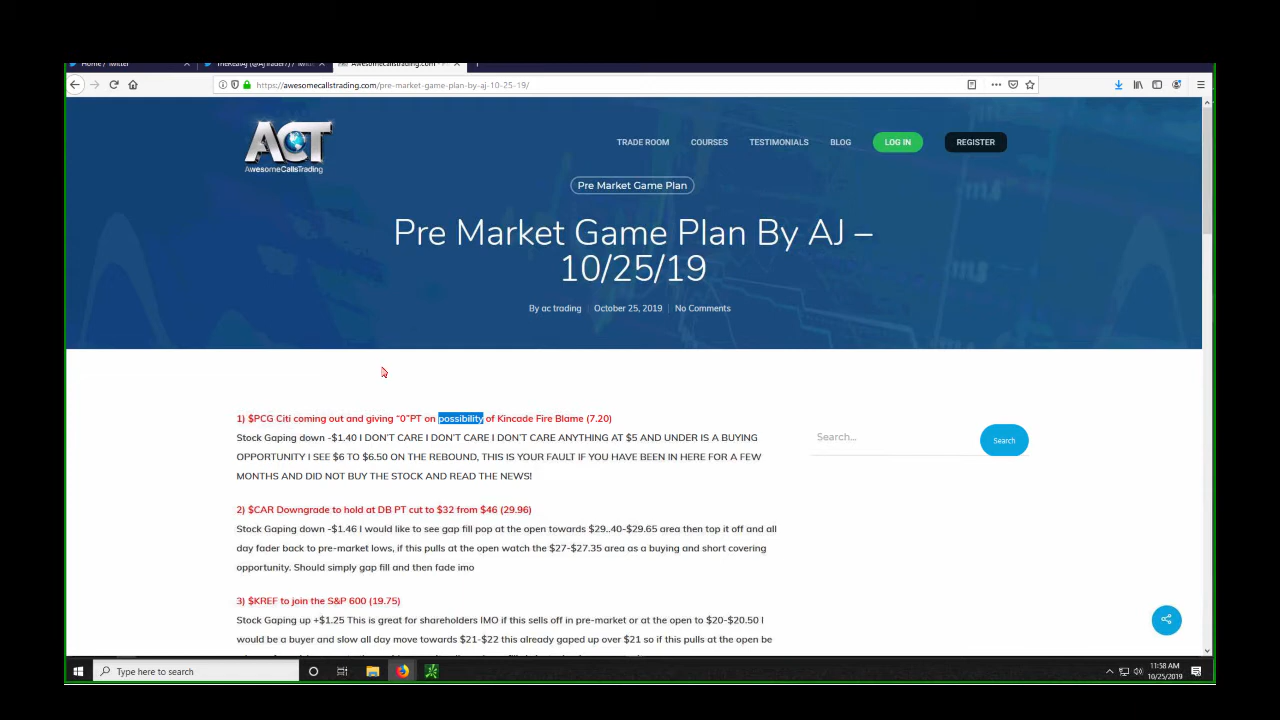 Home / Twitter
TheRealAJ (@AjTrader7) / Twitt
Awesomecallstrading.com
https://awesomecallstrading.com/pre-market-game-plan-by-aj-10-25-19/
ACT
AwesomeCallsTrading
TRADE ROOM
COURSES
TESTIMONIALS
BLOG
LOG IN
REGISTER
Pre Market Game Plan
Pre Market Game Plan By AJ –
10/25/19
By ac trading
October 25, 2019
No Comments
1) $PCG Citi coming out and giving “0”PT on possibility of Kincade Fire Blame (7.20)
Stock Gaping down -$1.40 I DON’T CARE I DON’T CARE I DON’T CARE ANYTHING AT $5 AND UNDER IS A BUYING
OPPORTUNITY I SEE $6 TO $6.50 ON THE REBOUND, THIS IS YOUR FAULT IF YOU HAVE BEEN IN HERE FOR A FEW
MONTHS AND DID NOT BUY THE STOCK AND READ THE NEWS!
Search...
Search
2) $CAR Downgrade to hold at DB PT cut to $32 from $46 (29.96)
Stock Gaping down -$1.46 I would like to see gap fill pop at the open towards $29..40-$29.65 area then top it off and all
day fader back to pre-market lows, if this pulls at the open watch the $27-$27.35 area as a buying and short covering
opportunity. Should simply gap fill and then fade imo
3) $KREF to join the S&P 600 (19.75)
Stock Gaping up +$1.25 This is great for shareholders IMO if this sells off in pre-market or at the open to $20-$20.50 I
would be a buyer and slow all day move towards $21-$22 this already gaped up over $21 so if this pulls at the open be
Type here to search
11:58 AM
10/25/2019